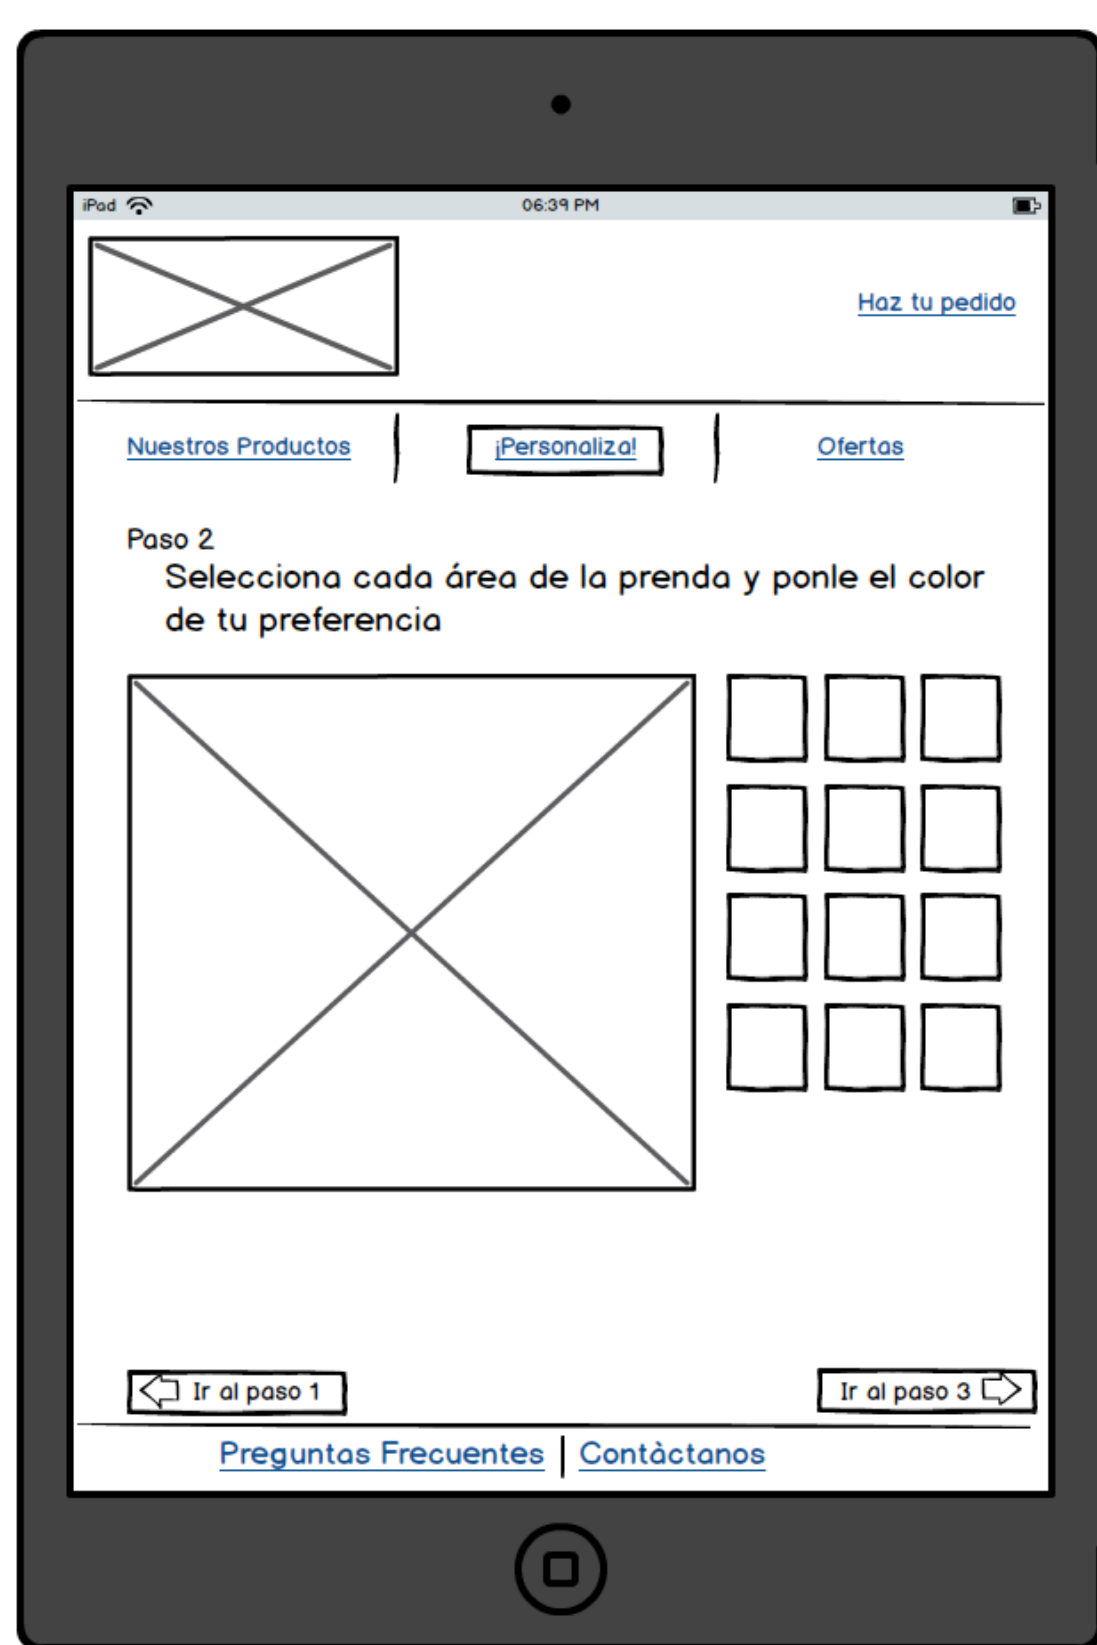 iPad
06:39 PM
Haz tu pedido
Nuestros Productos
¡Personaliza!
Ofertas
Paso 2
Selecciona cada área de la prenda y ponle el color
de tu preferencia
Ir al paso 1
Ir al paso 3
Preguntas Frecuentes
Contàctanos